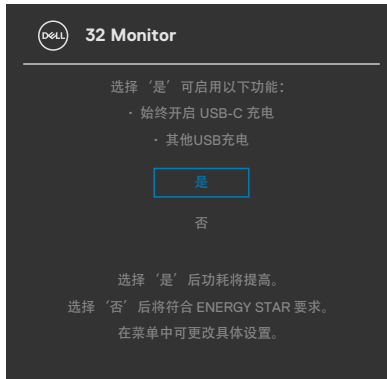 DELL 32 Monitor
选择‘是’可启用以下功能：
· 始终开启 USB-C 充电
· 其他USB充电
是
否
选择‘是’后功耗将提高。
选择‘否’后将符合 ENERGY STAR 要求。
在菜单中可更改具体设置。